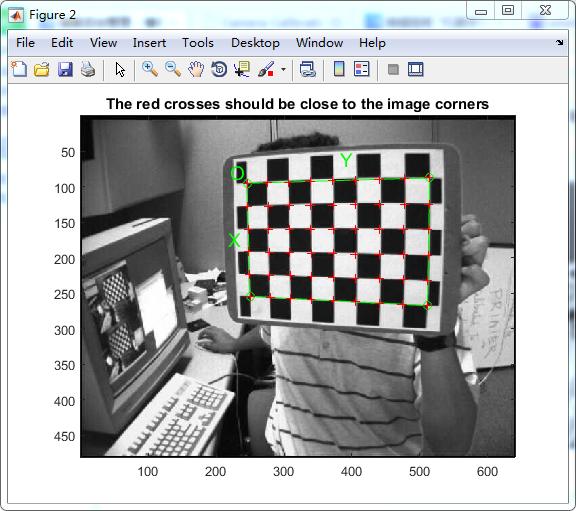 Figure 2
File Edit View Insert Tools Desktop Window Help
The red crosses should be close to the image corners
50
100
150
200
250
300
350
400
450
O
Y
X
PRINER
100 200 300 400 500 600